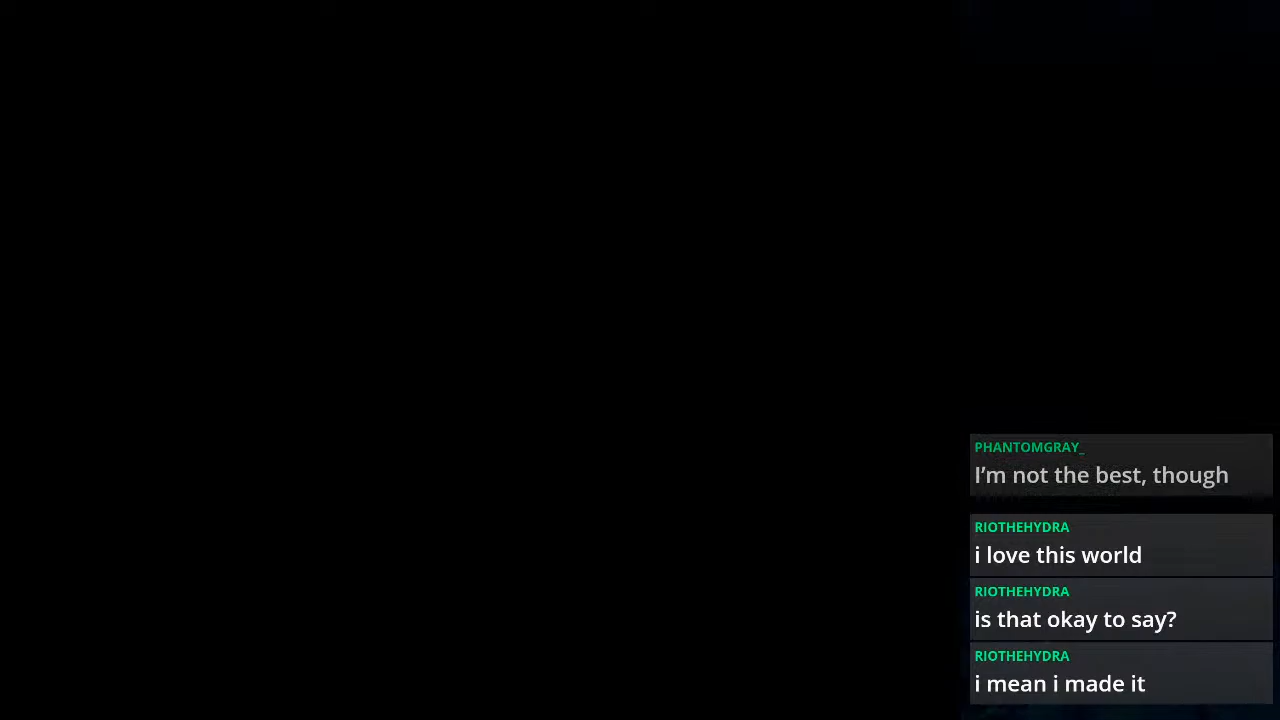 PHANTOMGRAY_
I’m not the best, though
RIOTHEHYDRA
i love this world
RIOTHEHYDRA
is that okay to say?
RIOTHEHYDRA
i mean i made it